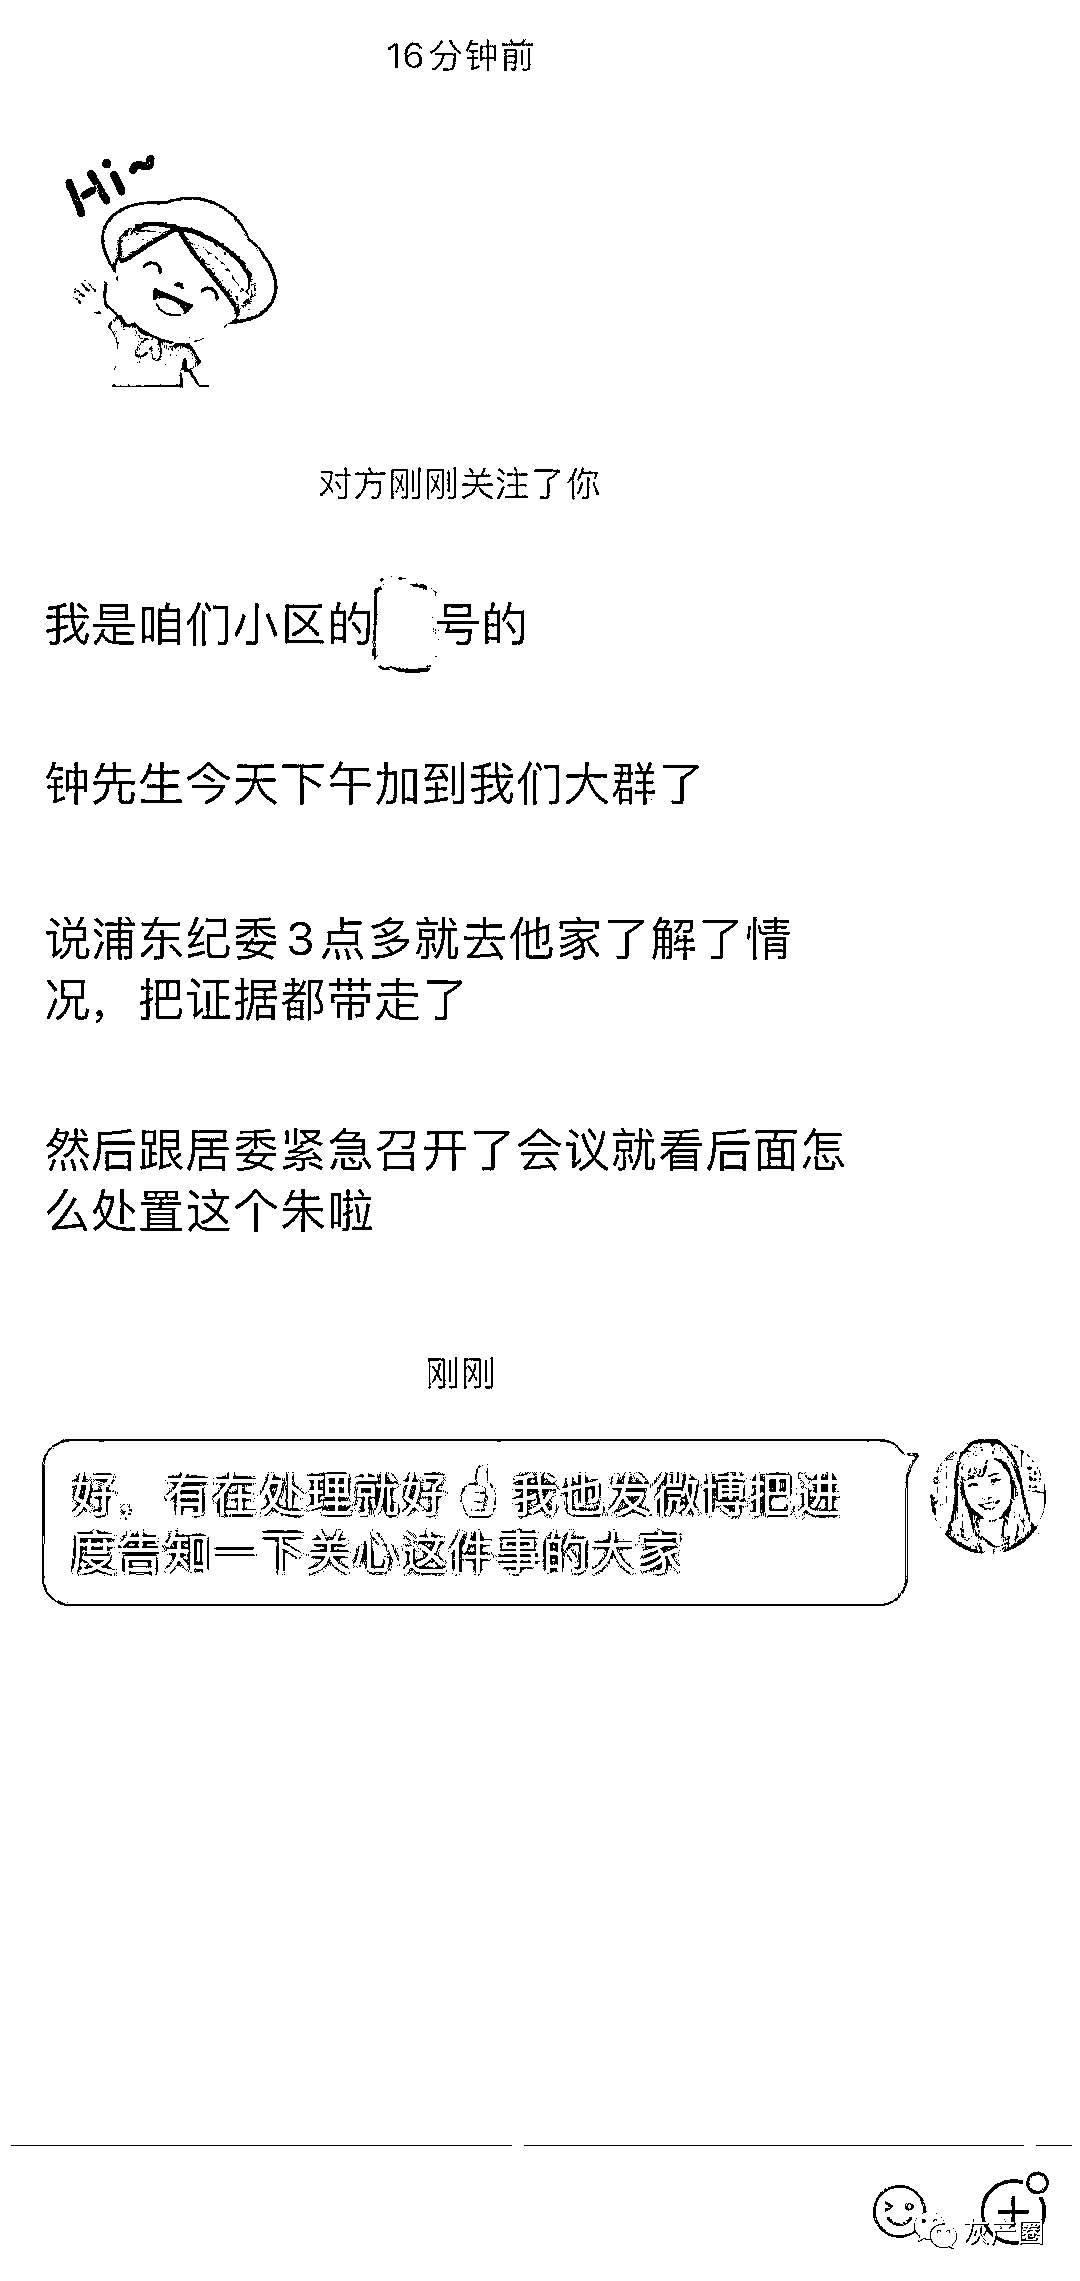 16分钟前
Hi~
对方刚刚关注了你
我是咱们小区的 号的
钟先生今天下午加到我们大群了
说浦东纪委3点多就去他家了解了情
况，把证据都带走了
然后跟居委紧急召开了会议就看后面怎
么处置这个朱啦
刚刚
好，有在处理就好👍我也发微博把进
度告知一下关心这件事的大家
灰产圈